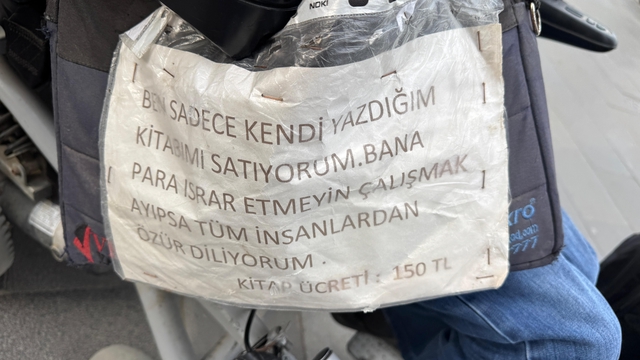 NOKI
BEN SADECE KENDİ YAZDIĞIM
KİTABIMI SATIYORUM.BANA
PARA ISRAR ETMEYİN ÇALIŞMAK
AYIPSA TÜM İNSANLARDAN
ÖZÜR DİLİYORUM.
KİTAP ÜCRETİ : 150 TL